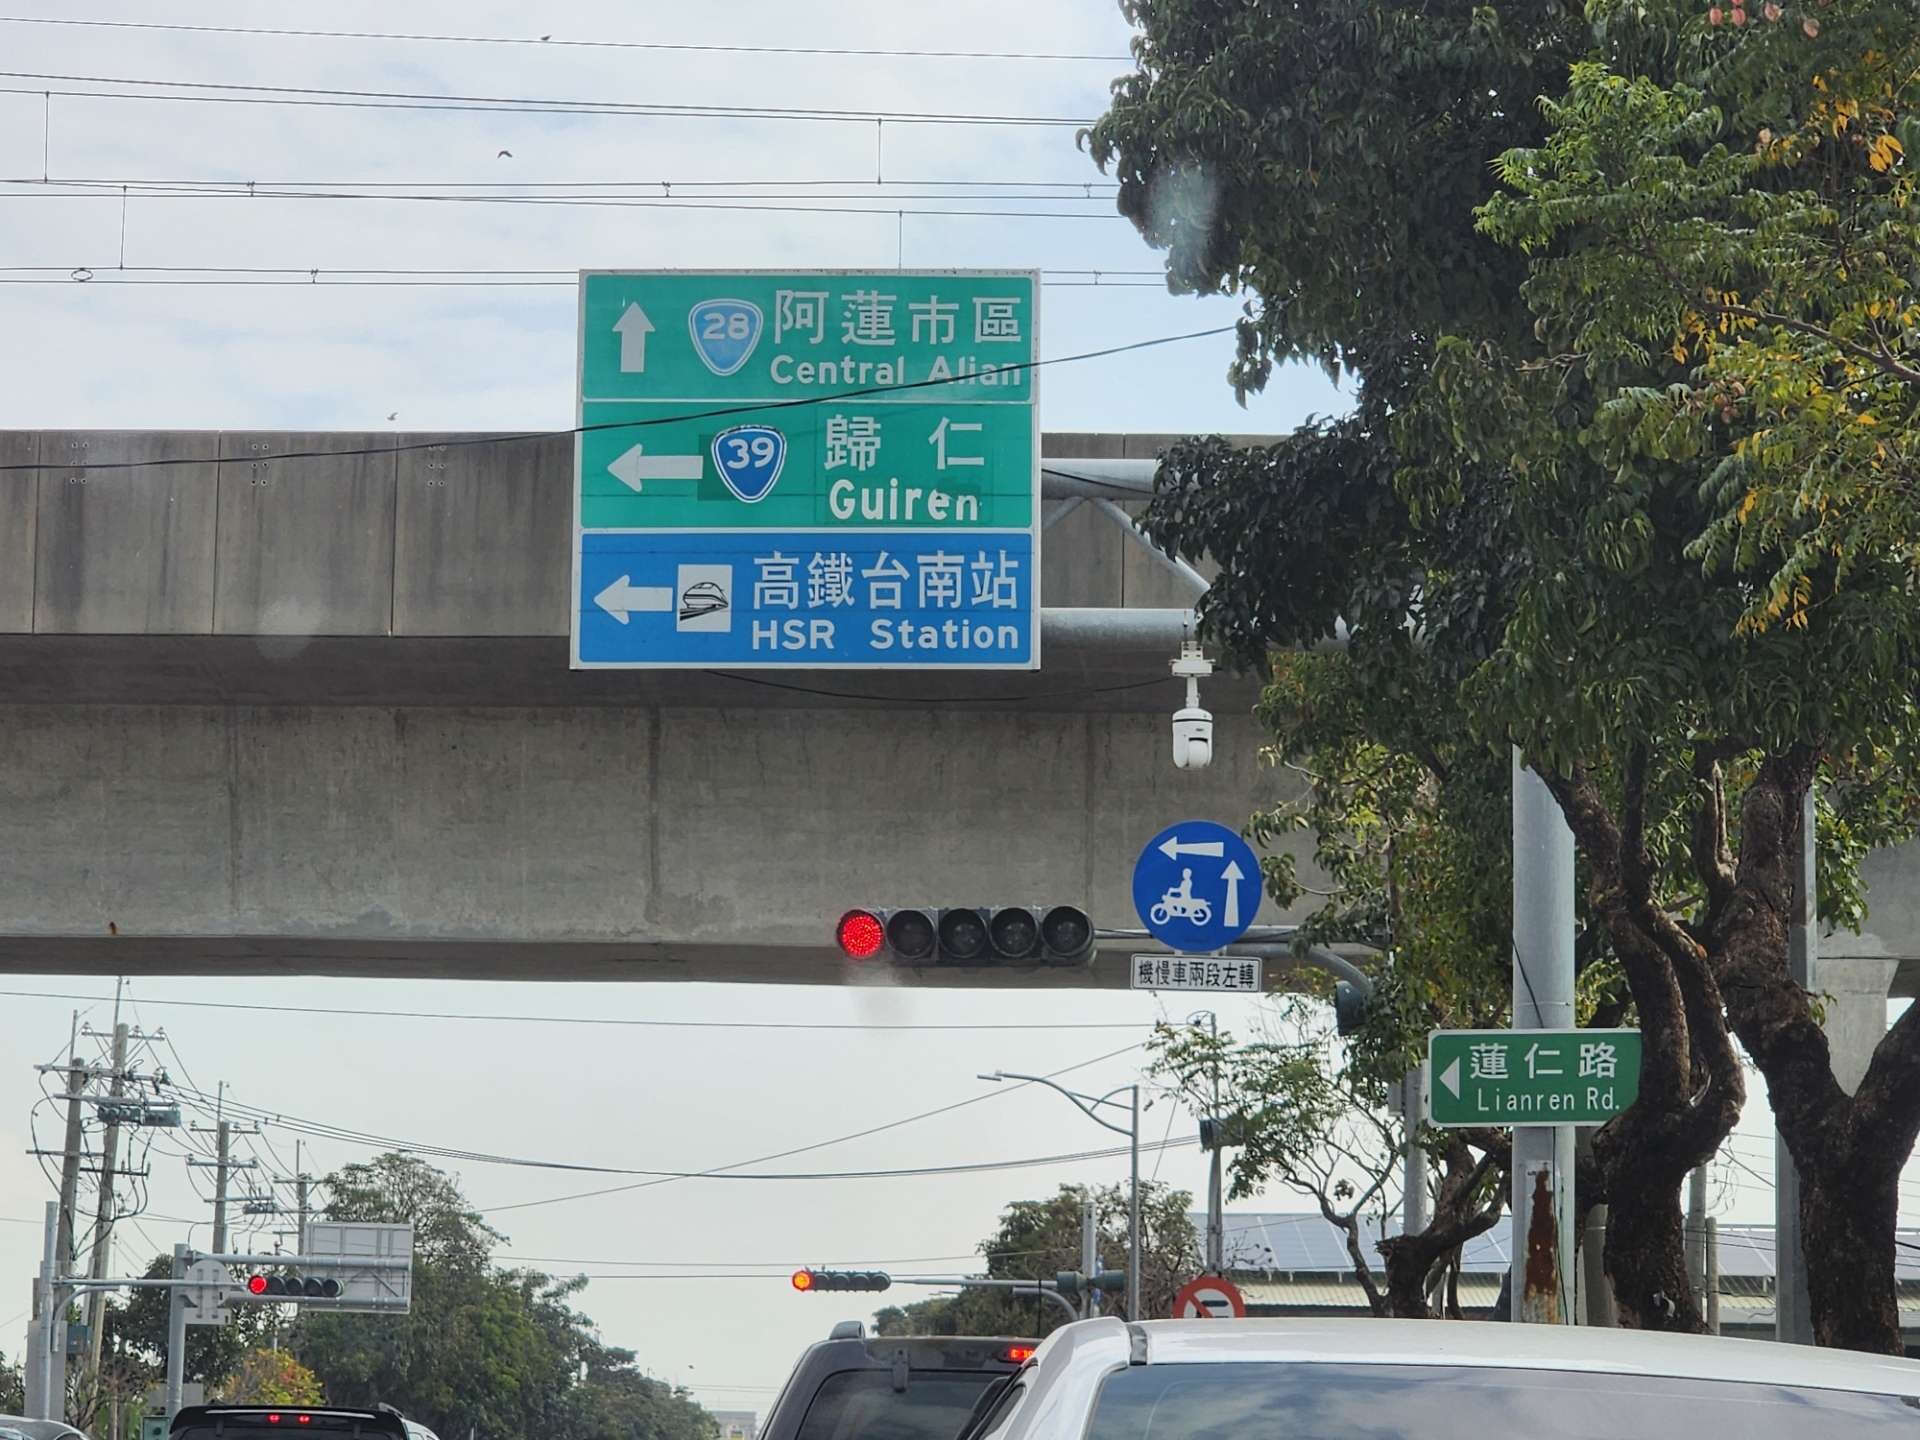 28 阿蓮市區
Central Alian
39 歸仁
Guiren
高鐵台南站
HSR Station
機慢車兩段左轉
蓮仁路
Lianren Rd.